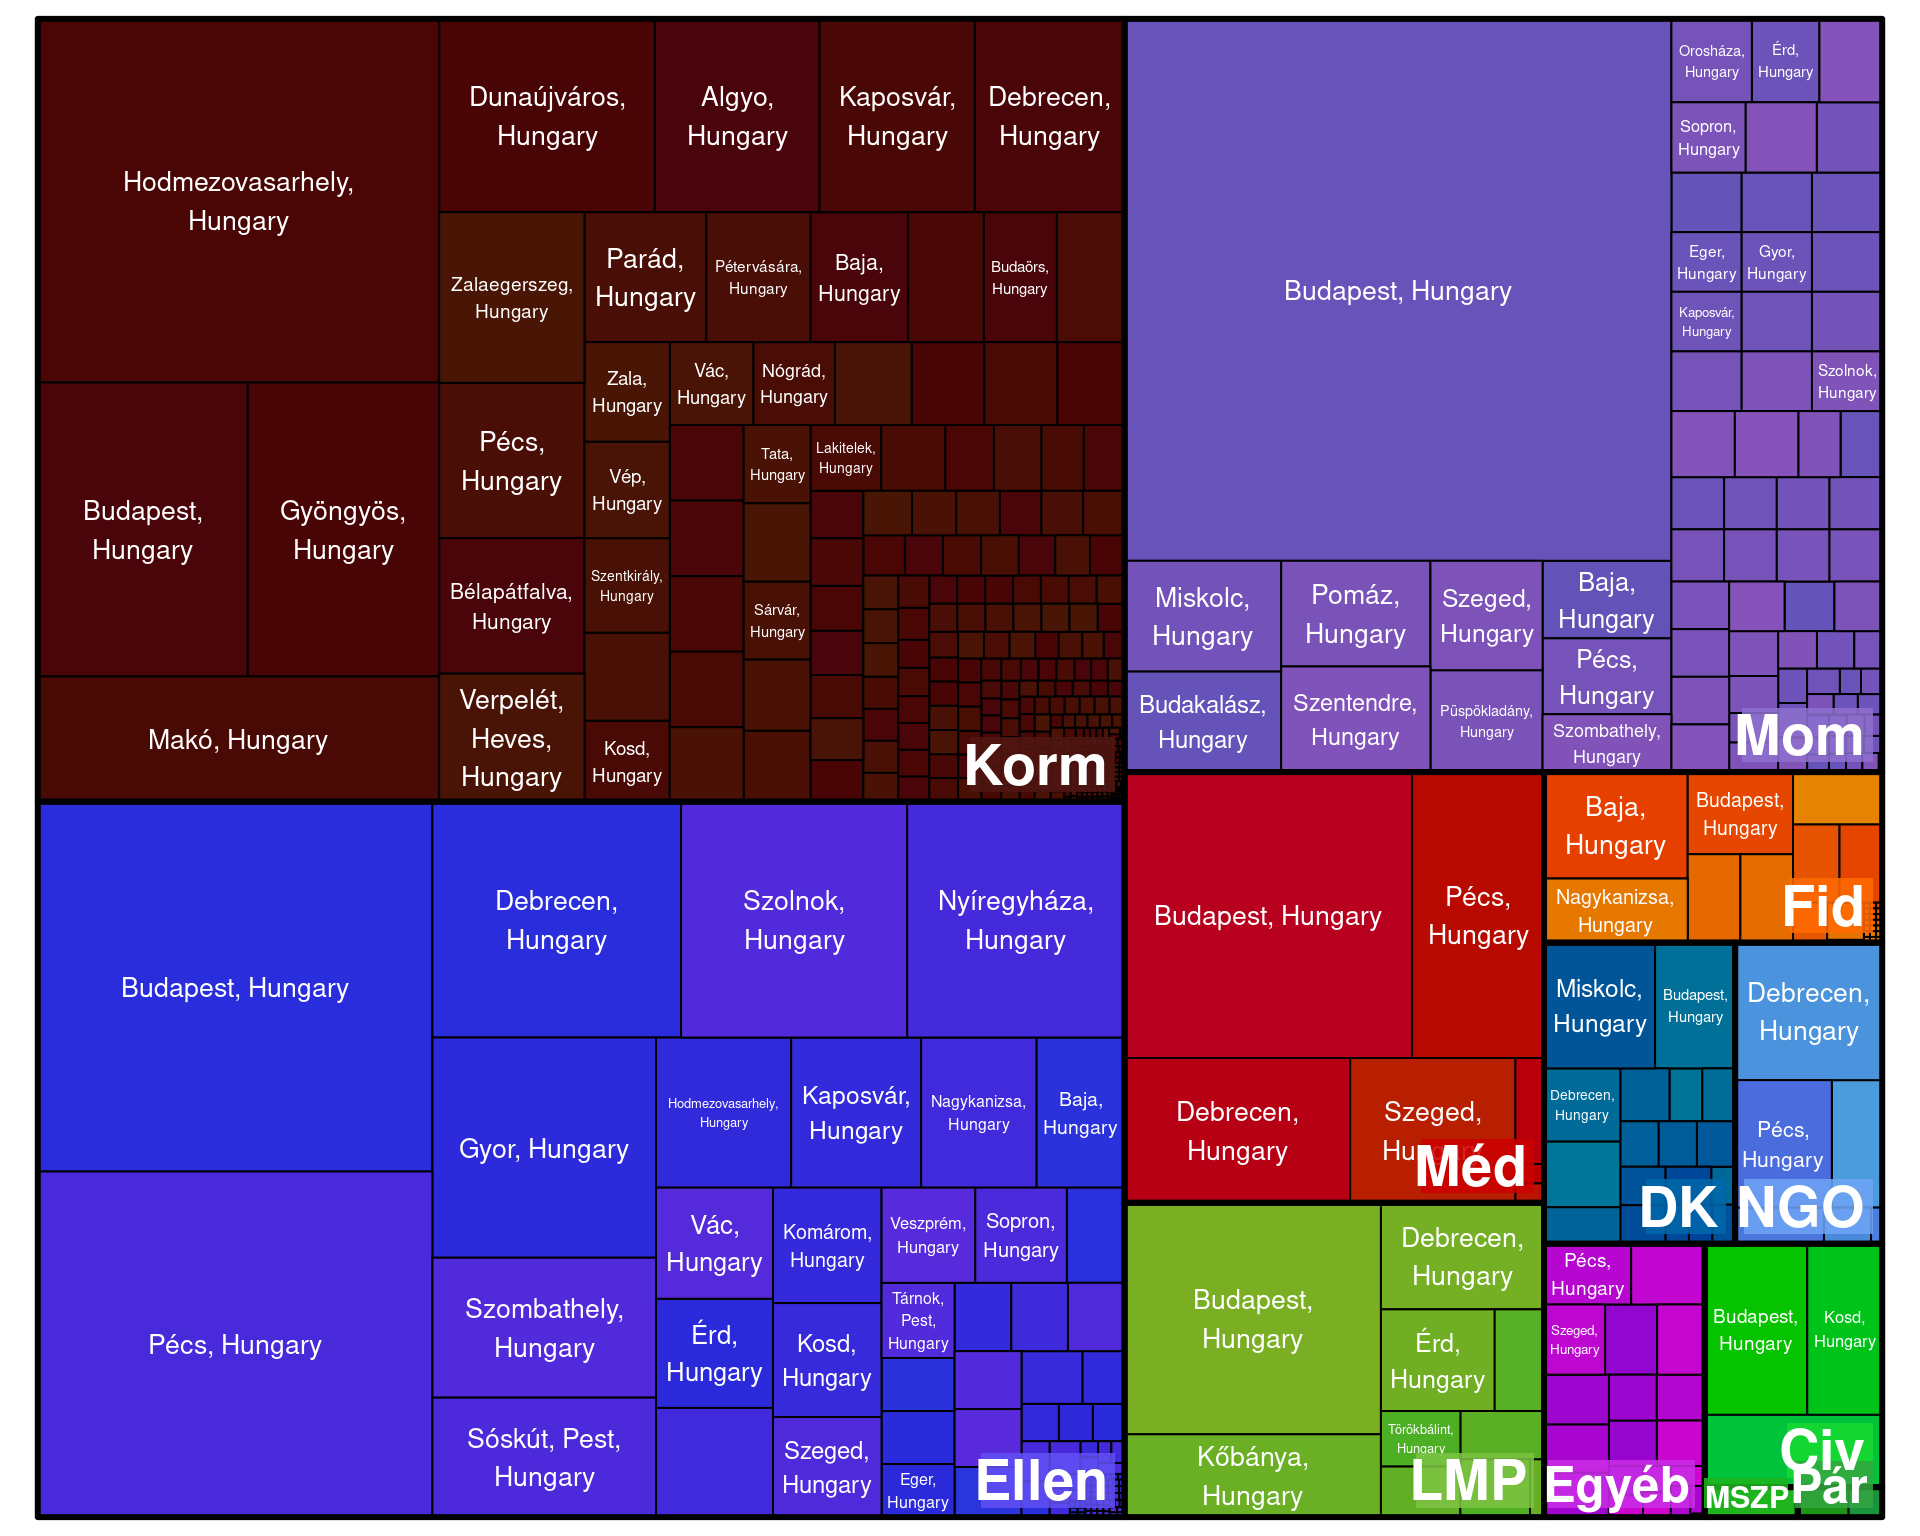 Hodmezovasarhely,
Hungary
Dunaújváros,
Hungary
Algyo,
Hungary
Kaposvár,
Hungary
Debrecen,
Hungary
Zalaegerszeg,
Hungary
Parád,
Hungary
Pétervására,
Hungary
Baja,
Hungary
Budaörs,
Hungary
Zala,
Hungary
Vác,
Hungary
Nógrád,
Hungary
Budapest,
Hungary
Gyöngyös,
Hungary
Pécs,
Hungary
Vép,
Hungary
Tata,
Hungary
Lakitelek,
Hungary
Bélapátfalva,
Hungary
Szentkirály,
Hungary
Sárvár,
Hungary
Makó, Hungary
Verpelét,
Heves,
Hungary
Kosd,
Hungary
Korm
Budapest, Hungary
Orosháza,
Hungary
Érd,
Hungary
Sopron,
Hungary
Eger,
Hungary
Gyor,
Hungary
Kaposvár,
Hungary
Szolnok,
Hungary
Miskolc,
Hungary
Pomáz,
Hungary
Szeged,
Hungary
Baja,
Hungary
Pécs,
Hungary
Budakalász,
Hungary
Szentendre,
Hungary
Püspökladány,
Hungary
Szombathely,
Hungary
Mom
Budapest, Hungary
Debrecen,
Hungary
Szolnok,
Hungary
Nyíregyháza,
Hungary
Gyor, Hungary
Hodmezovasarhely,
Hungary
Kaposvár,
Hungary
Nagykanizsa,
Hungary
Baja,
Hungary
Pécs, Hungary
Szombathely,
Hungary
Vác,
Hungary
Komárom,
Hungary
Veszprém,
Hungary
Sopron,
Hungary
Tárnok,
Pest,
Hungary
Érd,
Hungary
Kosd,
Hungary
Sóskút, Pest,
Hungary
Szeged,
Hungary
Eger,
Hungary
Ellen
Budapest, Hungary
Pécs,
Hungary
Debrecen,
Hungary
Szeged,
Hu
Méd
Baja,
Hungary
Budapest,
Hungary
Nagykanizsa,
Hungary
Fid
Miskolc,
Hungary
Budapest,
Hungary
Debrecen,
Hungary
DK
Debrecen,
Hungary
Pécs,
Hungary
NGO
Budapest,
Hungary
Debrecen,
Hungary
Érd,
Hungary
Törökbálint,
Hungary
Kőbánya,
Hungary
LMP
Pécs,
Hungary
Szeged,
Hungary
Egyéb
Budapest,
Hungary
Kosd,
Hungary
Civ
MSZP
Pár